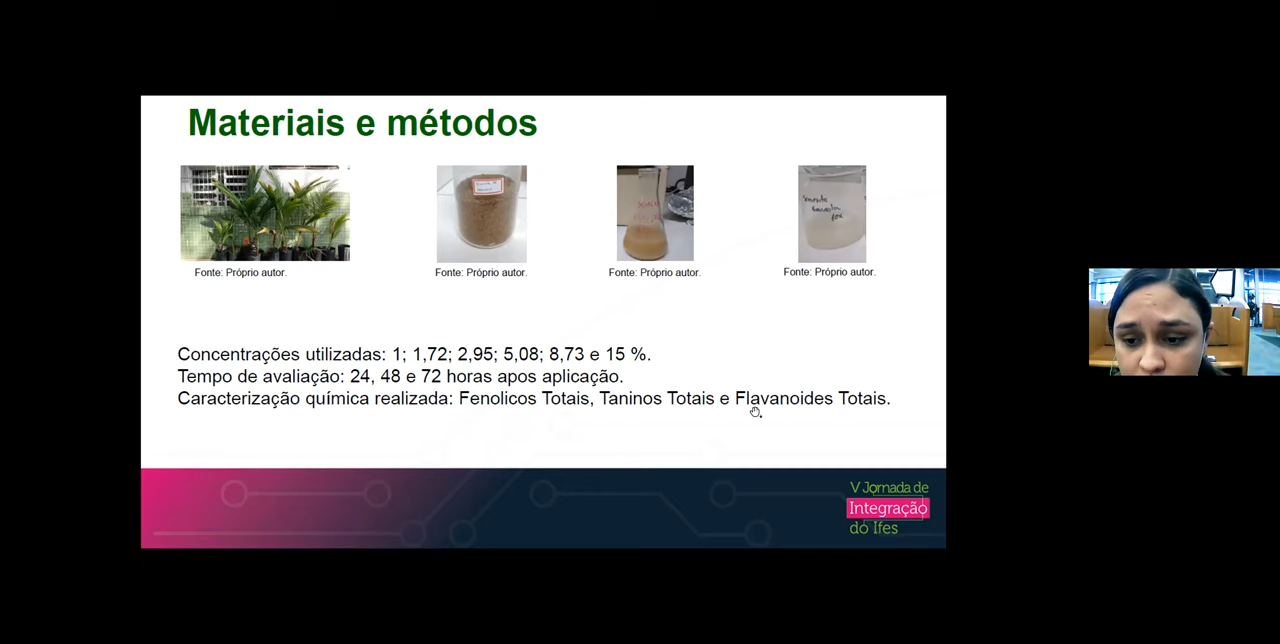 Materiais e métodos
Fonte: Próprio autor.
Fonte: Próprio autor.
Fonte: Próprio autor.
Fonte: Próprio autor.
Concentrações utilizadas: 1; 1,72; 2,95; 5,08; 8,73 e 15 %.
Tempo de avaliação: 24, 48 e 72 horas apos aplicação.
Caracterização química realizada: Fenolicos Totais, Taninos Totais e Flavanoides Totais.
V Jornada de
Integração
do Ifes